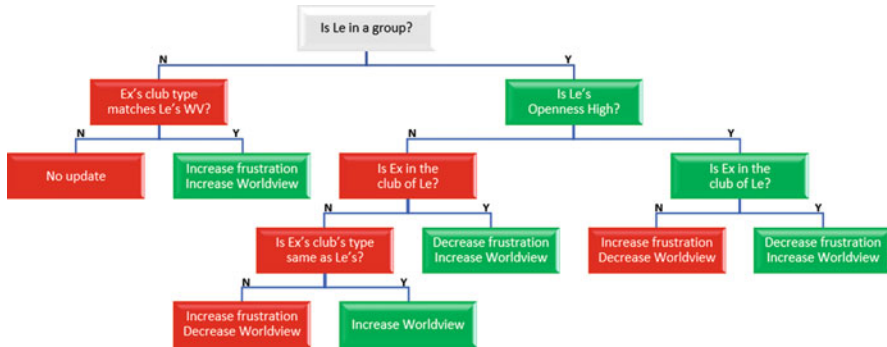 Is Le in a group?
N
Y
Ex's club type
matches Le's WV?
Is Le's
Openness High?
N
Y
N
Y
No update
Increase frustration
Increase Worldview
Is Ex in the
club of Le?
Is Ex in the
club of Le?
N
Y
N
Y
Is Ex's club's type
same as Le's?
Decrease frustration
Increase Worldview
Increase frustration
Decrease Worldview
Decrease frustration
Increase Worldview
N
Y
Increase frustration
Decrease Worldview
Increase Worldview